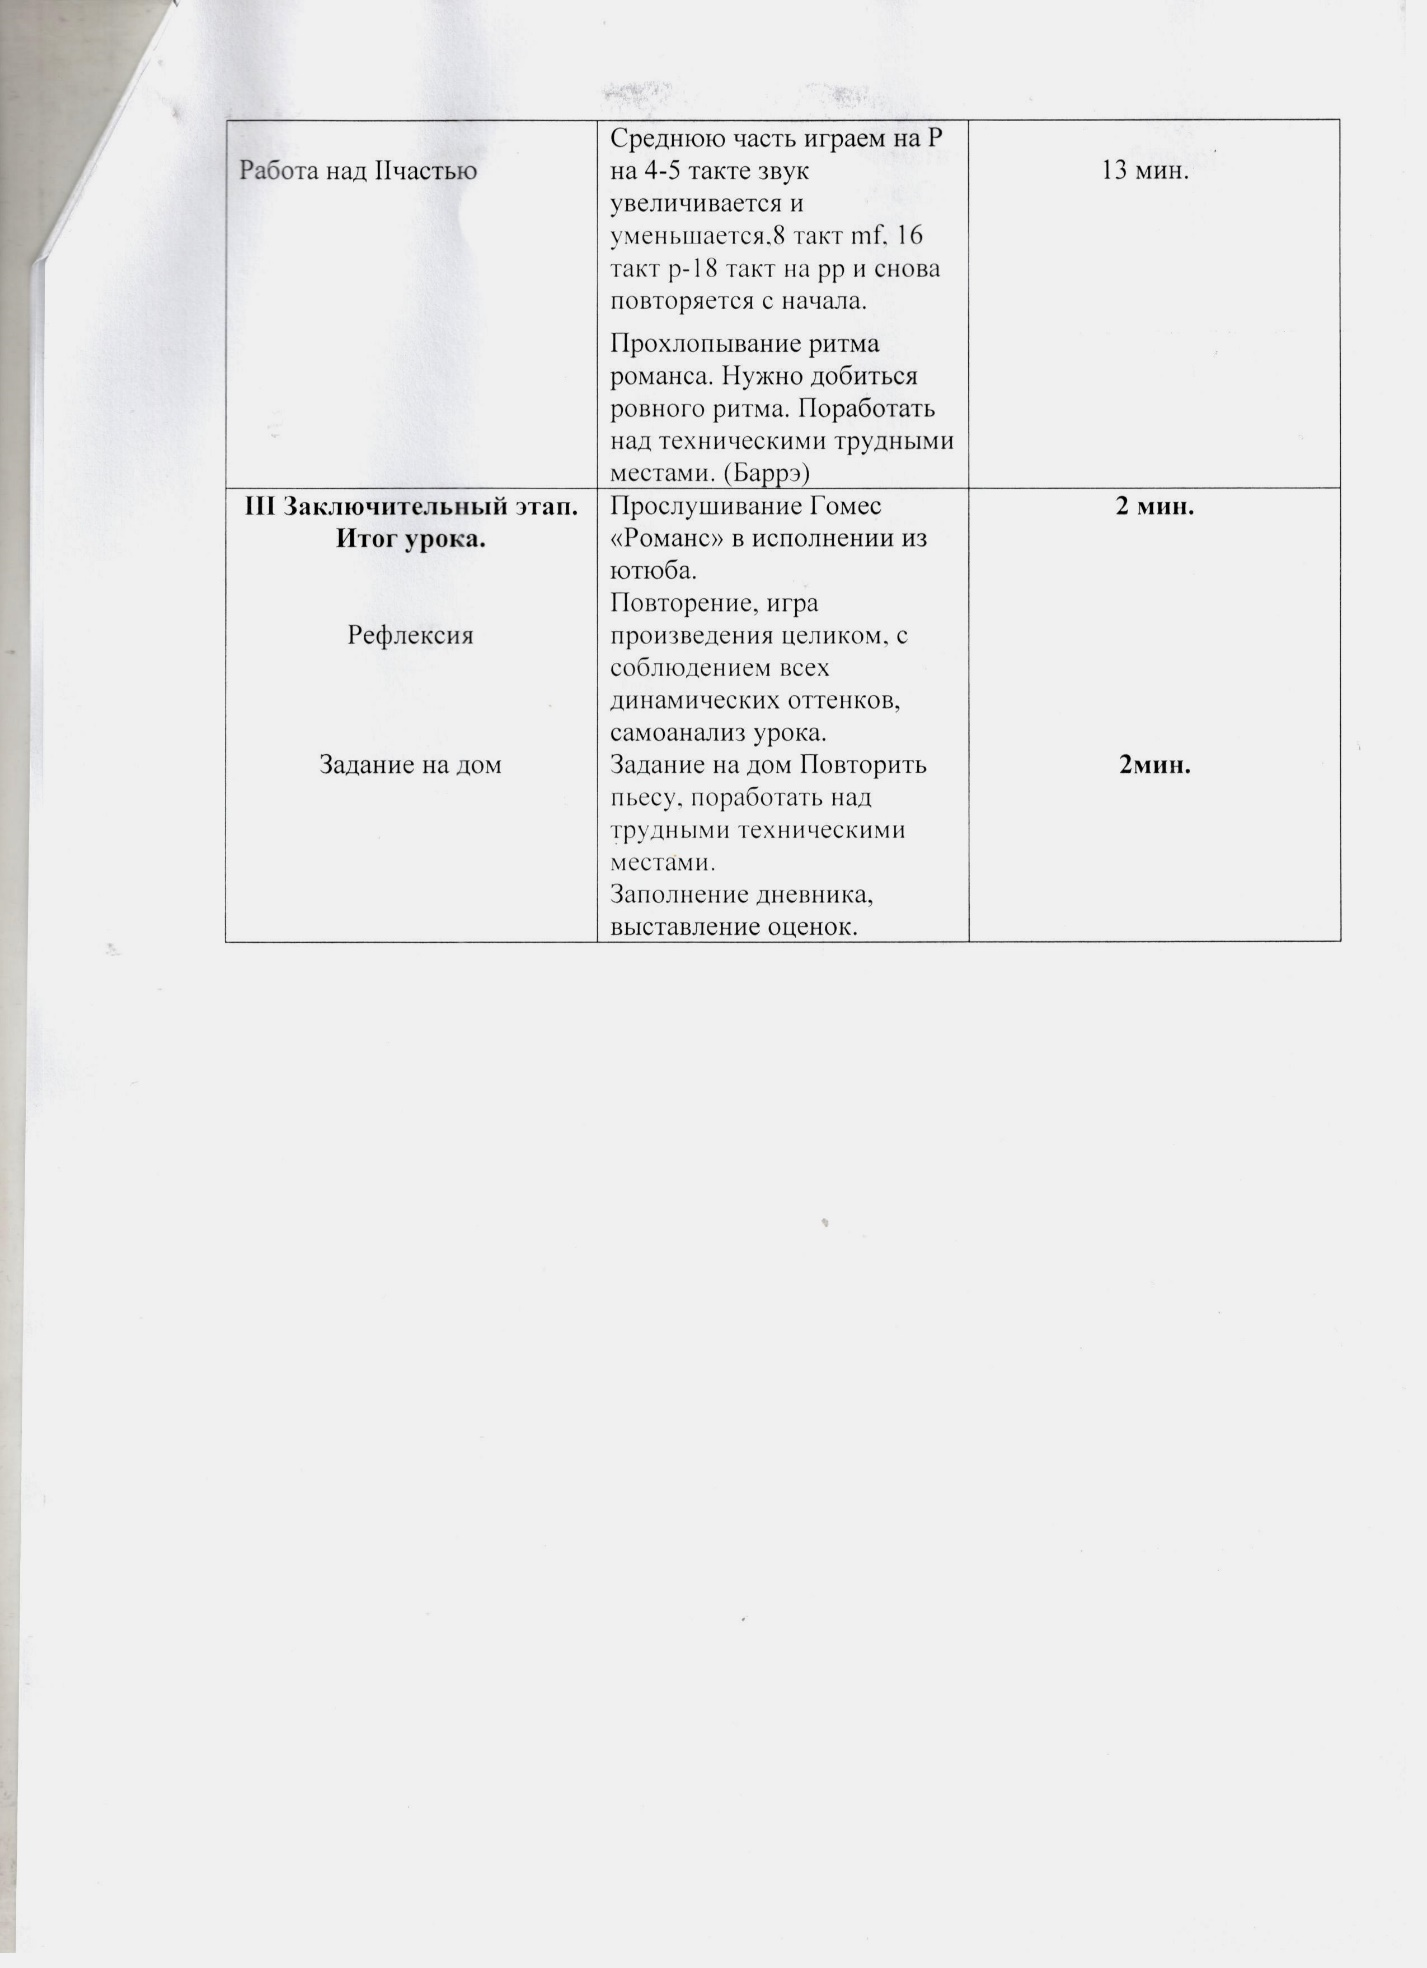 Работа над IIчастью
Среднюю часть играем на Р
на 4-5 такте звук
увеличивается и
уменьшается,8 такт mf, 16
такт р-18 такт на рр и снова
повторяется с начала.
Прохлопывание ритма
романса. Нужно добиться
ровного ритма. Поработать
над техническими трудными
местами. (Баррэ)
13 мин.
III Заключительный этап.
Итог урока.
Рефлексия
Задание на дом
Прослушивание Гомес
«Романс» в исполнении из
ютюба.
Повторение, игра
произведения целиком, с
соблюдением всех
динамических оттенков,
самоанализ урока.
Задание на дом Повторить
пьесу, поработать над
трудными техническими
местами.
Заполнение дневника,
выставление оценок.
2 мин.
2мин.